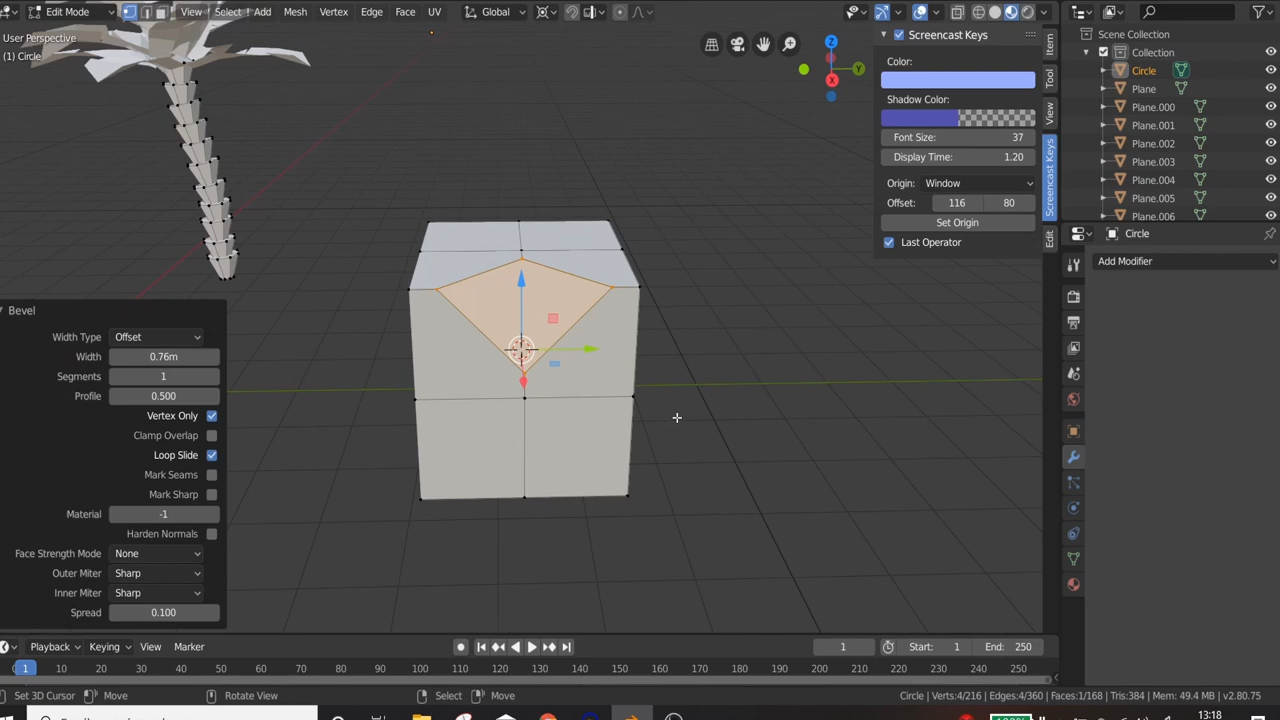 Edit Mode View Select Add Mesh Vertex Edge Face UV Global
User Perspective
(1) Circle
Z
Y
X
Screencast Keys
Color:
Shadow Color:
Font Size: 37
Display Time: 1.20
Origin: Window
Offset: 116 80
Set Origin
Last Operator
Item
Tool
View
Screencast Keys
Edit
Scene Collection
Collection
Circle
Plane
Plane.000
Plane.001
Plane.002
Plane.003
Plane.004
Plane.005
Plane.006
Circle
Add Modifier
Bevel
Width Type Offset
Width 0.76m
Segments 1
Profile 0.500
Vertex Only
Clamp Overlap
Loop Slide
Mark Seams
Mark Sharp
Material -1
Harden Normals
Face Strength Mode None
Outer Miter Sharp
Inner Miter Sharp
Spread 0.100
Playback Keying View Marker 1 Start: 1 End: 250
1 10 20 30 40 50 60 70 80 90 100 110 120 130 140 150 160 170 180 190 200 210 220 230 240 250
Set 3D Cursor Move Rotate View Select Move Circle | Verts:4/216 | Edges:4/360 | Faces:1/168 | Tris:384 | Mem: 49.4 MB | v2.80.75
13:18